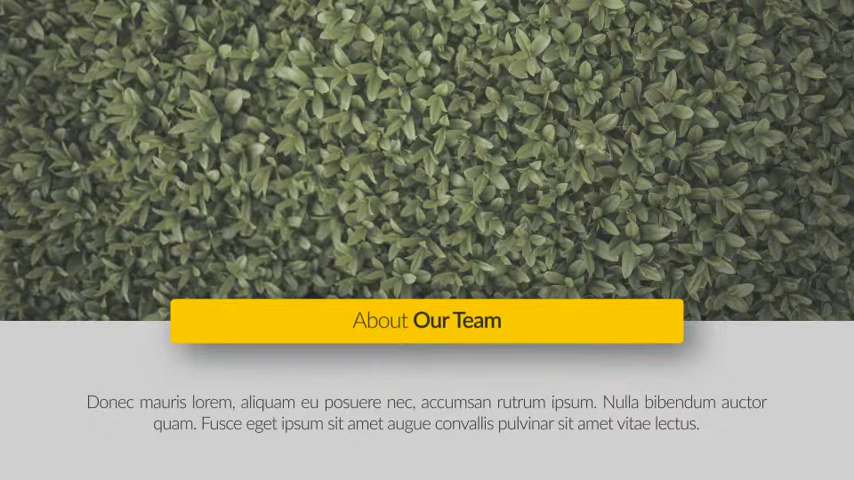 About Our Team
Donec mauris lorem, aliquam eu posuere nec, accumsan rutrum ipsum. Nulla bibendum auctor
quam. Fusce eget ipsum sit amet augue convallis pulvinar sit amet vitae lectus.